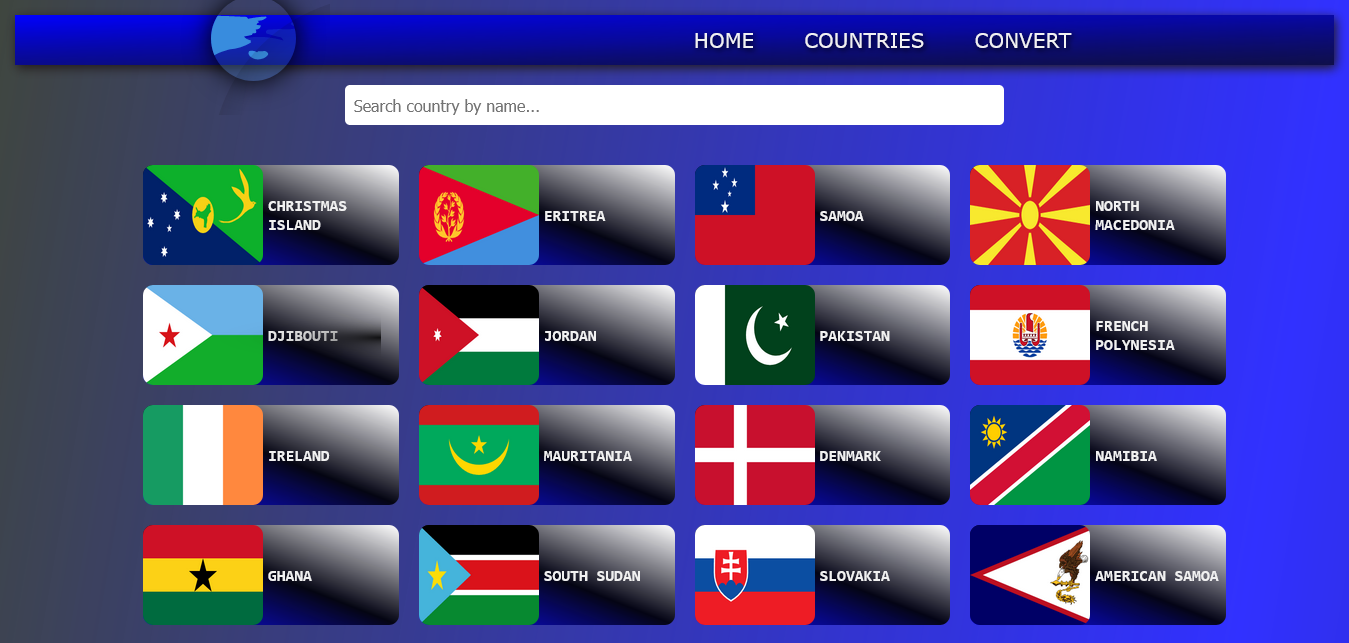 HOME COUNTRIES CONVERT
Search country by name...
CHRISTMAS
ISLAND
ERITREA
SAMOA
NORTH
MACEDONIA
DJIBOUTI
JORDAN
PAKISTAN
FRENCH
POLYNESIA
IRELAND
MAURITANIA
DENMARK
NAMIBIA
GHANA
SOUTH SUDAN
SLOVAKIA
AMERICAN SAMOA